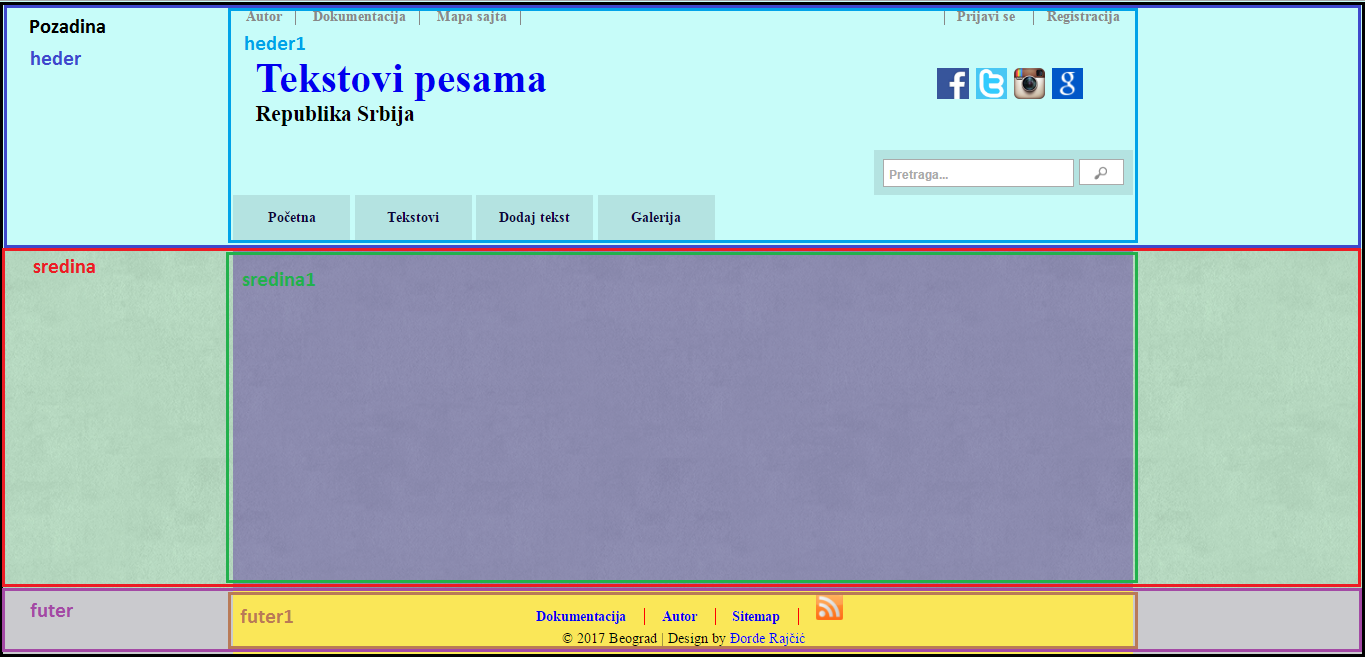 Autor Dokumentacija Mapa sajta Prijavi se Registracija
Pozadina
heder1
heder
Tekstovi pesama
Republika Srbija
Pretraga...
Početna Tekstovi Dodaj tekst Galerija
sredina
sredina1
futer
futer1 Dokumentacija Autor Sitemap
© 2017 Beograd | Design by Đorđe Rajčić